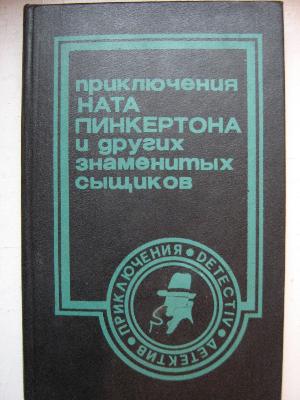 приключения
НАТА
ПИНКЕРТОНА
и других
знаменитых
сыщиков
ПРИКЛЮЧЕНИЯ • DETECTIV • ДЕТЕКТИВ •